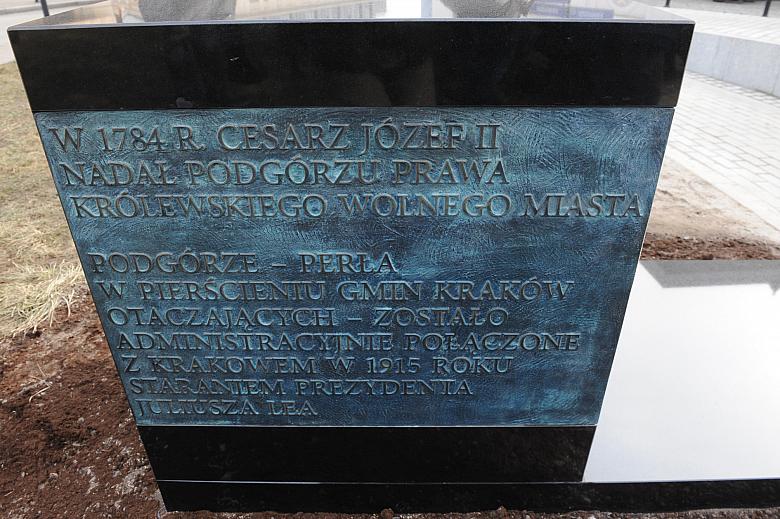 W 1784 R. CESARZ JÓZEF II
NADAŁ PODGÓRZU PRAWA
KRÓLEWSKIEGO WOLNEGO MIASTA
PODGÓRZE – PERŁA
W PIERŚCIENIU GMIN KRAKÓW
OTACZAJĄCYCH – ZOSTAŁO
ADMINISTRACYJNIE POŁĄCZONE
Z KRAKOWEM W 1915 ROKU
STARANIEM PREZYDENTA
JULIUSZA LEA